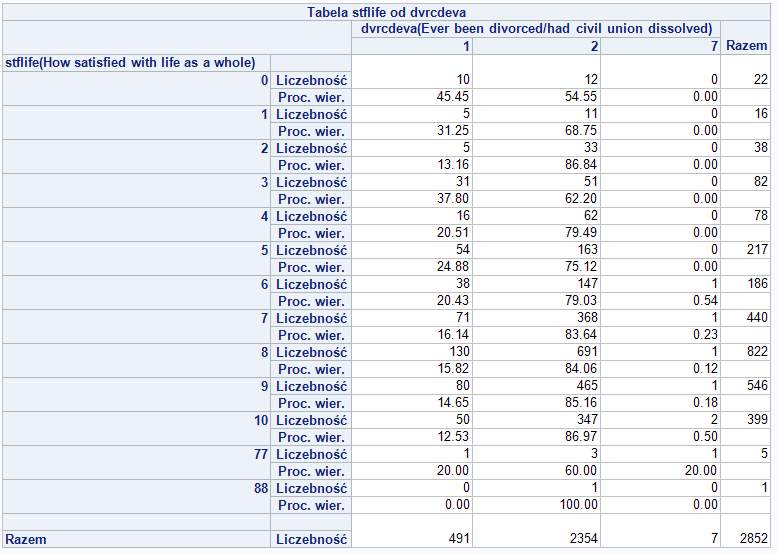 Tabela stflife od dvrcdeva
dvrcdeva(Ever been divorced/had civil union dissolved)
1 2 7 Razem
stflife(How satisfied with life as a whole)
0 Liczebność 10 12 0 22
Proc. wier. 45.45 54.55 0.00
1 Liczebność 5 11 0 16
Proc. wier. 31.25 68.75 0.00
2 Liczebność 5 33 0 38
Proc. wier. 13.16 86.84 0.00
3 Liczebność 31 51 0 82
Proc. wier. 37.80 62.20 0.00
4 Liczebność 16 62 0 78
Proc. wier. 20.51 79.49 0.00
5 Liczebność 54 163 0 217
Proc. wier. 24.88 75.12 0.00
6 Liczebność 38 147 1 186
Proc. wier. 20.43 79.03 0.54
7 Liczebność 71 368 1 440
Proc. wier. 16.14 83.64 0.23
8 Liczebność 130 691 1 822
Proc. wier. 15.82 84.06 0.12
9 Liczebność 80 465 1 546
Proc. wier. 14.65 85.16 0.18
10 Liczebność 50 347 2 399
Proc. wier. 12.53 86.97 0.50
77 Liczebność 1 3 1 5
Proc. wier. 20.00 60.00 20.00
88 Liczebność 0 1 0 1
Proc. wier. 0.00 100.00 0.00
Razem Liczebność 491 2354 7 2852